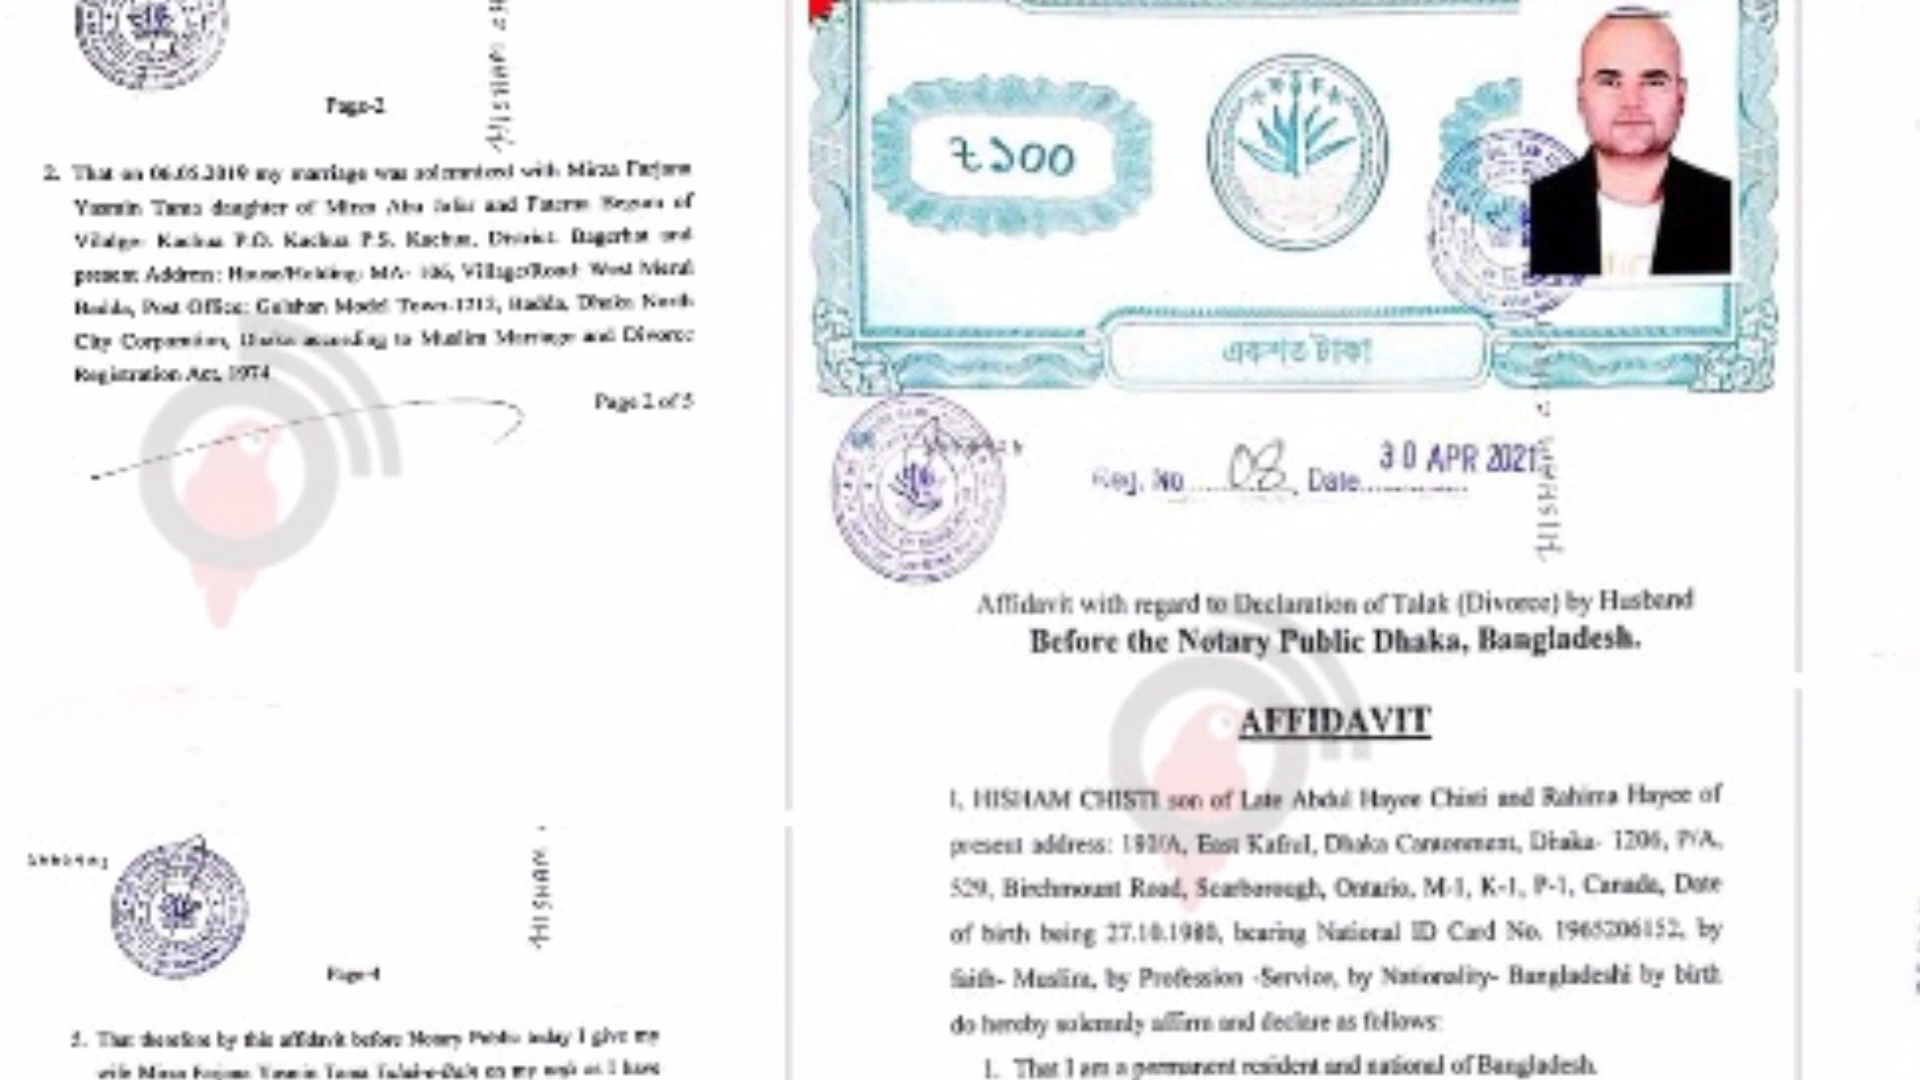 Page-2
2. That on 06.05.2019 my marriage was solemnized with Mirza Farjana
Yasmin Tama daughter of Mirza Abu and Fatema Begum of
Village: Kachua P.O. Kachua P.S. Kachua, District. Bagerhat and
present Address: House/Holding: MA- 106, Village/Road: West Merul
Badda, Post Office: Gulshan Model Town-1212, Badda, Dhaka North
City Corporation, Dhaka according to Muslim Marriage and Divorce
Registration Act, 1974
Page 2 of 5
HISHAM
Page-4
5. That therefore by this affidavit before Notary Public today I give my
wife Mirza Farjana Yasmin Tama Talak-e- on my as I have
৳১০০
একশত টাকা
Reg. No 08, Date 30 APR 2021
HISHAM
Affidavit with regard to Declaration of Talak (Divorce) by Husband
Before the Notary Public Dhaka, Bangladesh.
AFFIDAVIT
I, HISHAM CHISTI son of Late Abdul Hayee Chisti and Rahima Hayee of
present address: 192/A, East Kafrul, Dhaka Cantonment, Dhaka- 1206, P/A,
529, Birchmount Road, Scarborough, Ontario, M-1, K-1, P-1, Canada, Date
of birth being 27.10.1980, bearing National ID Card No. 1965206152, by
faith- Muslim, by Profession -Service, by Nationality- Bangladeshi by birth
do hereby solemnly affirm and declare as follows:
1. That I am a permanent resident and national of Bangladesh.